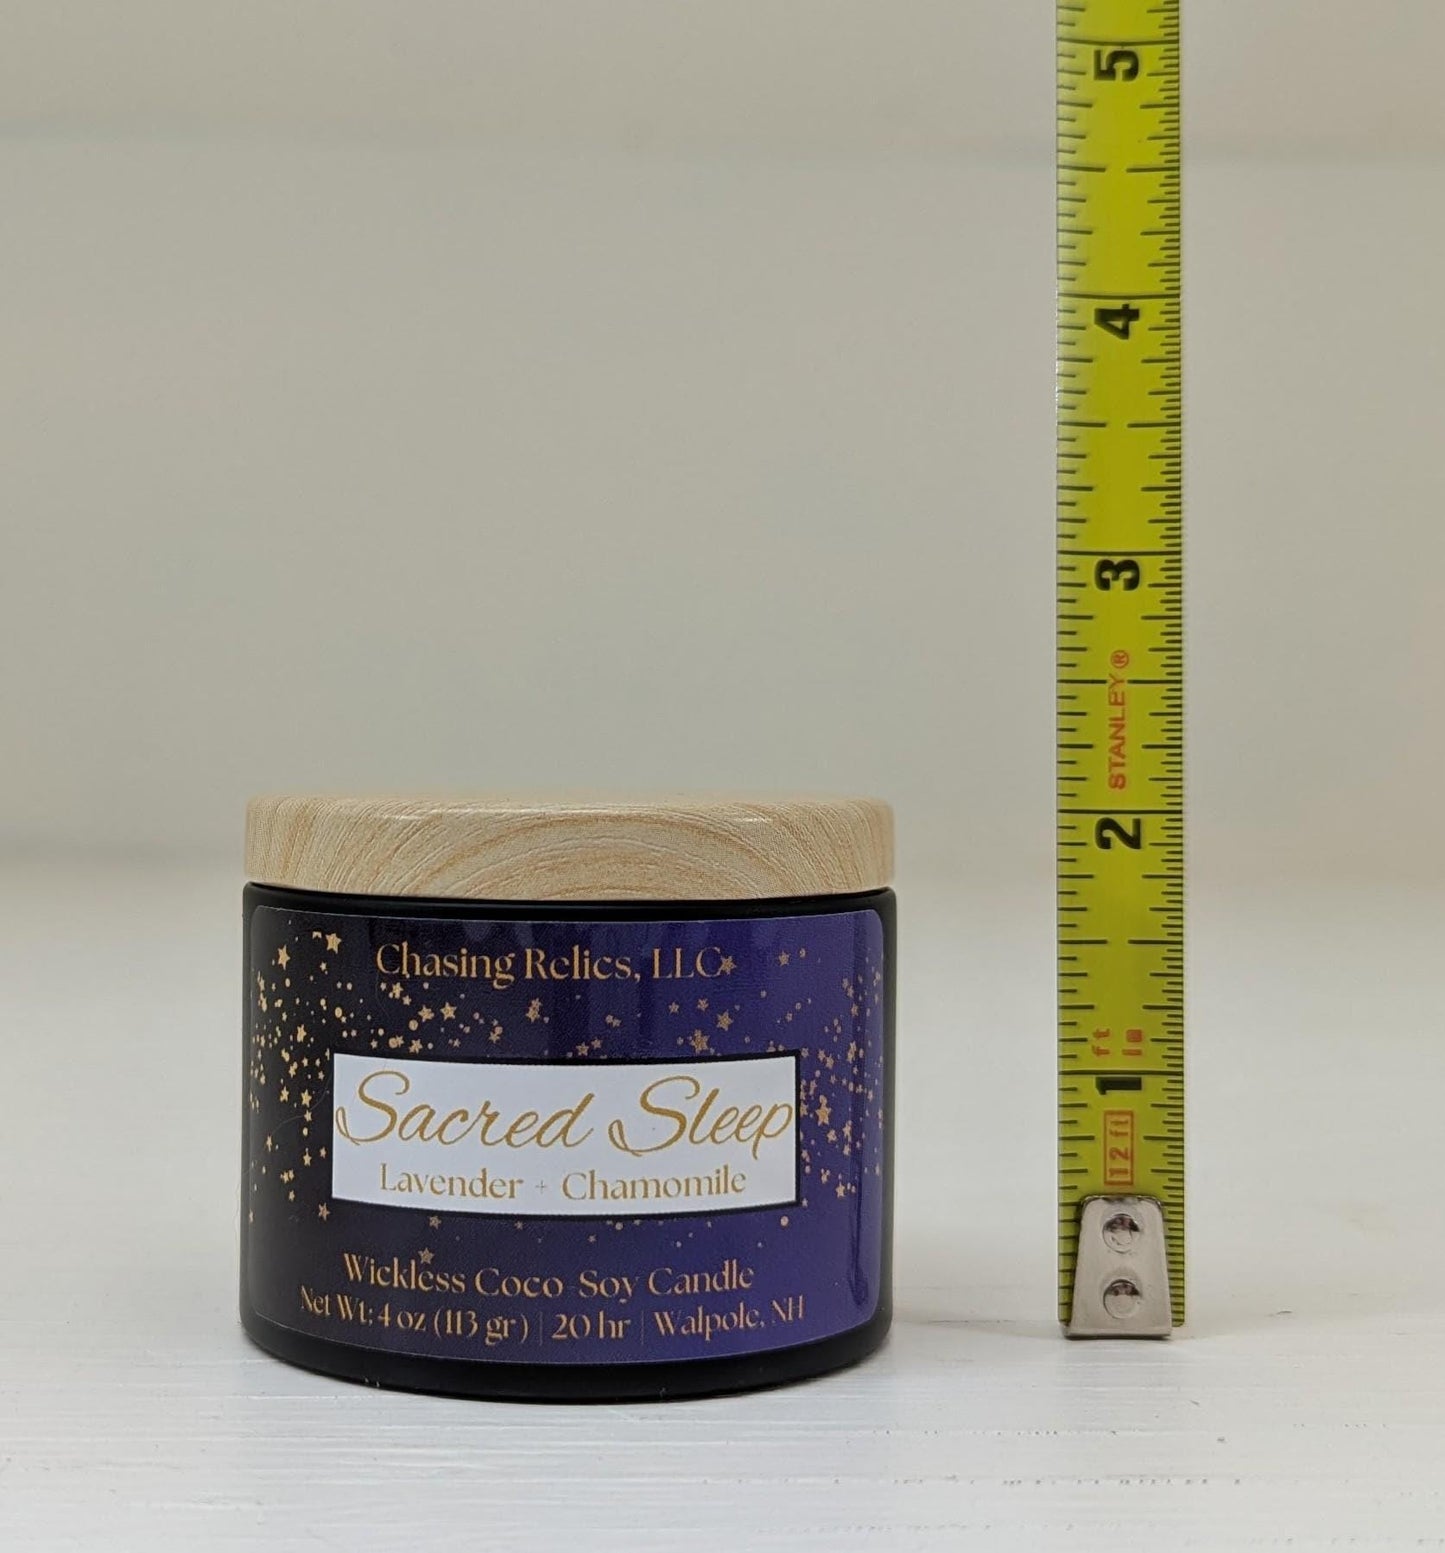 Chasing Relics, LLC
Sacred Sleep
Lavender + Chamomile
Wickless Coco-Soy Candle
Net Wt: 4 oz (113 gr) | 20 hr | Walpole, NH
5
4
3
STANLEY®
2
ft
1
12 ft